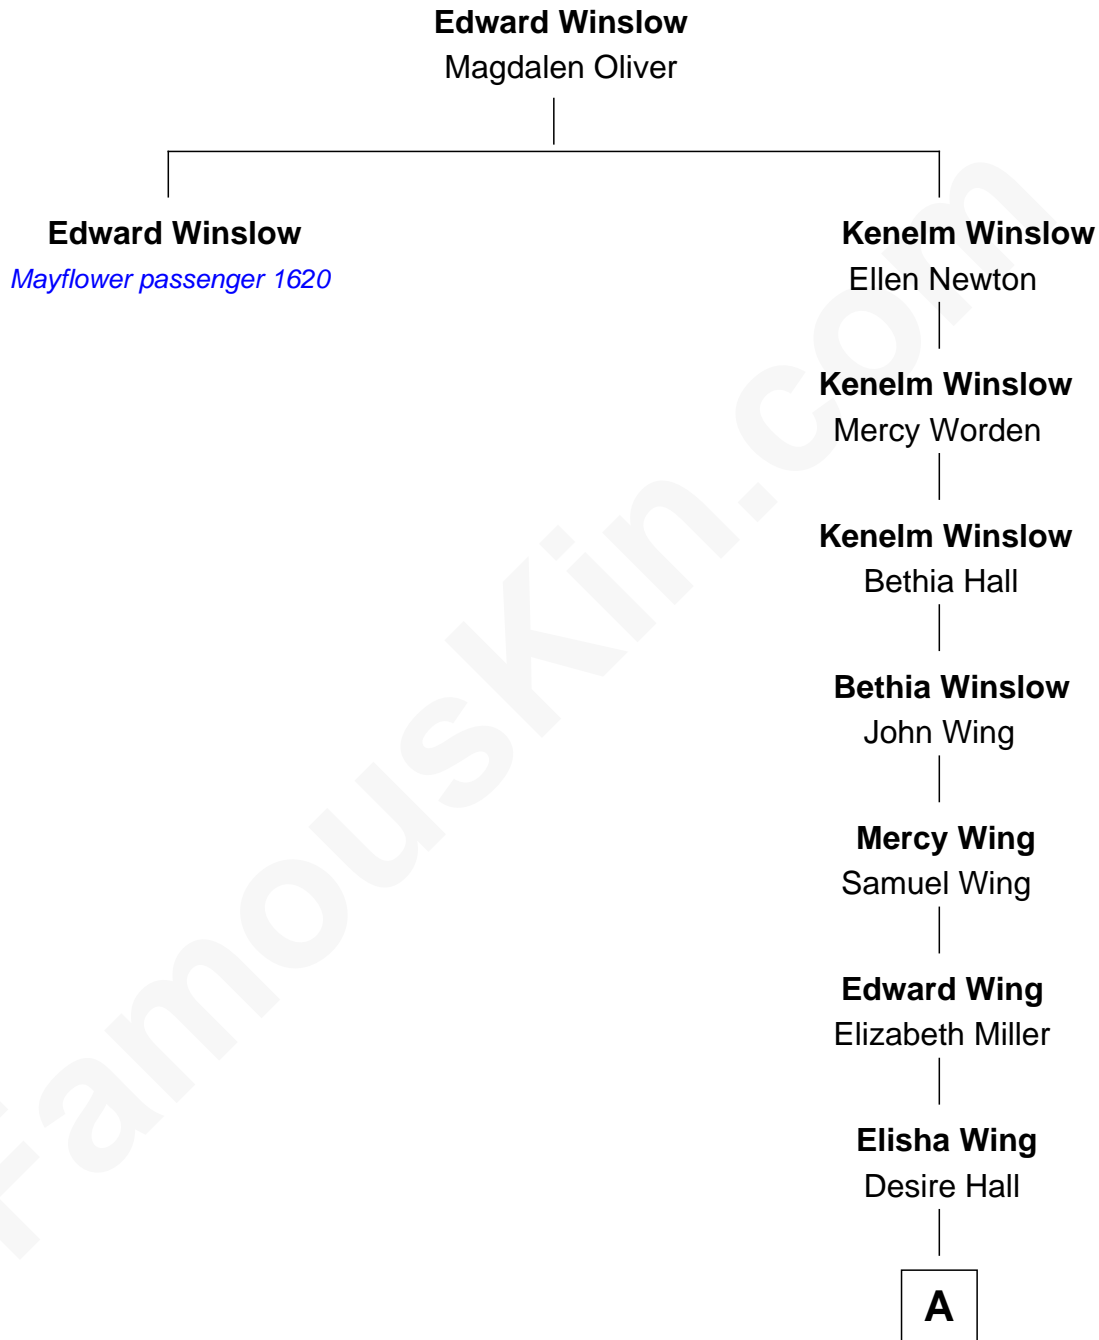 Edward Winslow
Magdalen Oliver
Edward Winslow
Mayflower passenger 1620
Kenelm Winslow
Ellen Newton
Kenelm Winslow
Mercy Worden
Kenelm Winslow
Bethia Hall
Bethia Winslow
John Wing
Mercy Wing
Samuel Wing
Edward Wing
Elizabeth Miller
Elisha Wing
Desire Hall
A
FamousKin.com